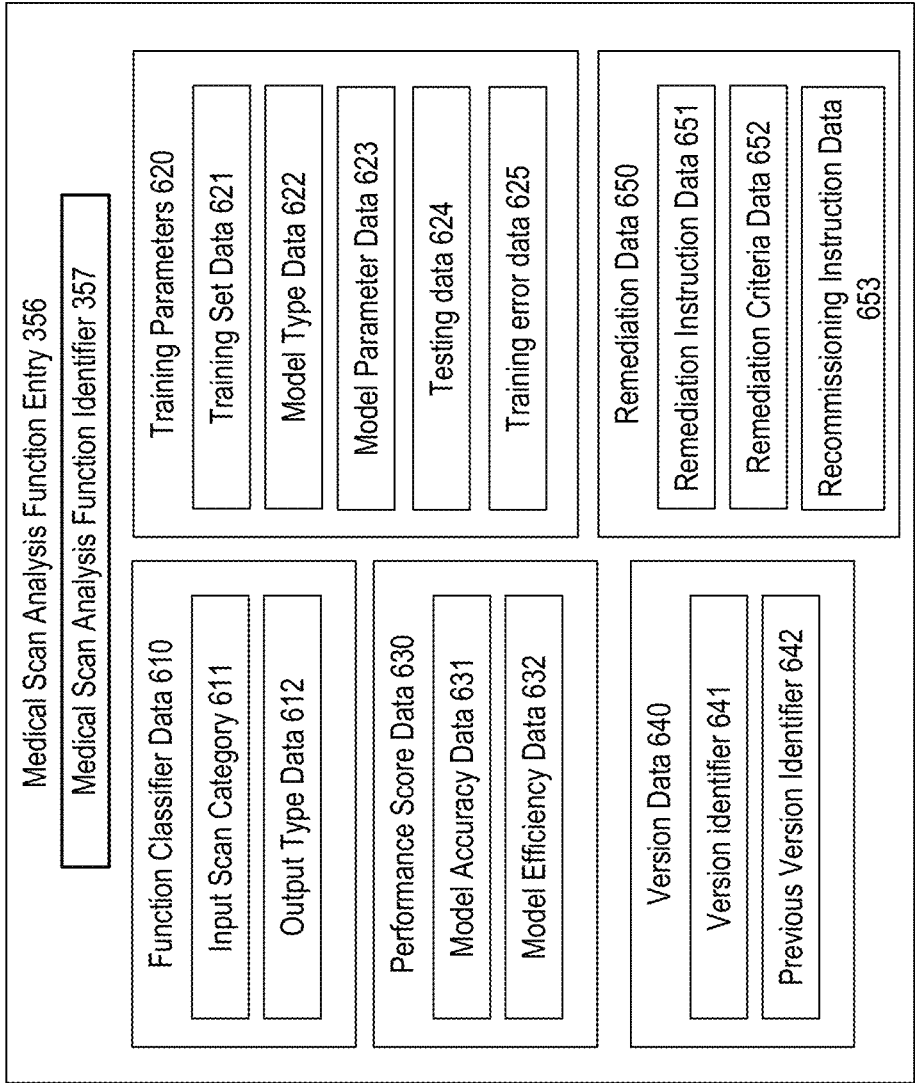 Medical Scan Analysis Function Entry 356
Medical Scan Analysis Function Identifier 357
Function Classifier Data 610
Input Scan Category 611
Output Type Data 612
Performance Score Data 630
Model Accuracy Data 631
Model Efficiency Data 632
Version Data 640
Version identifier 641
Previous Version Identifier 642
Training Parameters 620
Training Set Data 621
Model Type Data 622
Model Parameter Data 623
Testing data 624
Training error data 625
Remediation Data 650
Remediation Instruction Data 651
Remediation Criteria Data 652
Recommissioning Instruction Data
653